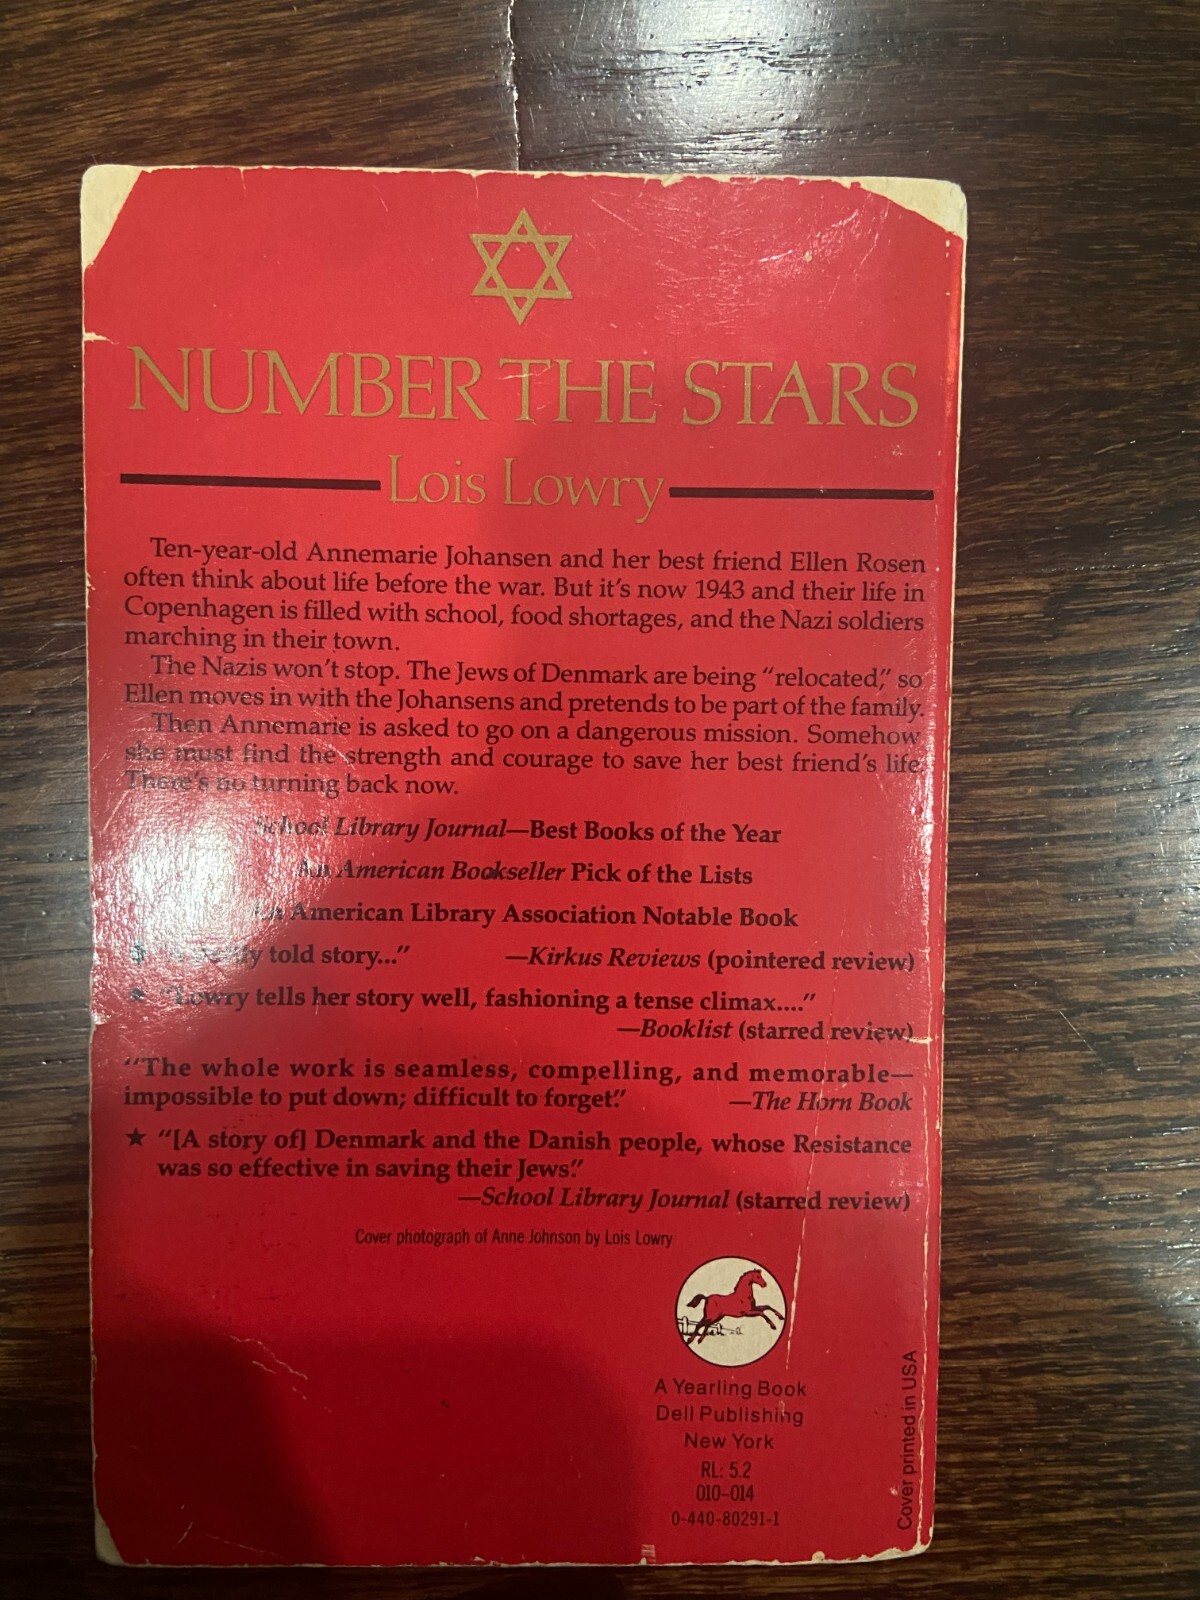 NUMBER THE STARS
Lois Lowry
Ten-year-old Annemarie Johansen and her best friend Ellen Rosen
often think about life before the war. But it's now 1943 and their life in
Copenhagen is filled with school, food shortages, and the Nazi soldiers
marching in their town.
The Nazis won't stop. The Jews of Denmark are being "relocated," so
Ellen moves in with the Johansens and pretends to be part of the family.
Then Annemarie is asked to go on a dangerous mission. Somehow
she must find the strength and courage to save her best friend's life.
There's no turning back now.
School Library Journal—Best Books of the Year
An American Bookseller Pick of the Lists
An American Library Association Notable Book
told story..." —Kirkus Reviews (pointered review)
★ "Lowry tells her story well, fashioning a tense climax...."
—Booklist (starred review)
"The whole work is seamless, compelling, and memorable—
impossible to put down; difficult to forget." —The Horn Book
★ "[A story of] Denmark and the Danish people, whose Resistance
was so effective in saving their Jews."
—School Library Journal (starred review)
Cover photograph of Anne Johnson by Lois Lowry
A Yearling Book
Dell Publishing
New York
RL: 5.2
010-014
0-440-80291-1
Cover printed in USA